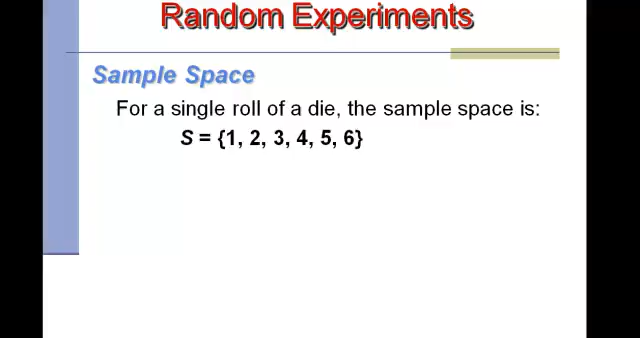 Random Experiments
Sample Space
For a single roll of a die, the sample space is:
S = {1, 2, 3, 4, 5, 6}